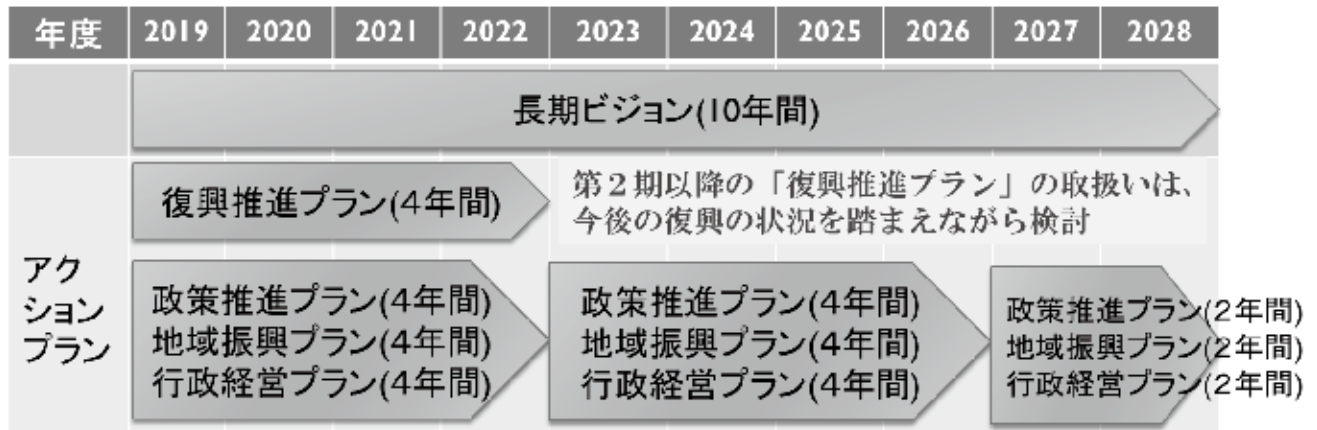 年度 2019 2020 2021 2022 2023 2024 2025 2026 2027 2028
長期ビジョン(10年間)
復興推進プラン(4年間)
第2期以降の「復興推進プラン」の取扱いは、
今後の復興の状況を踏まえながら検討
アク
ション
プラン
政策推進プラン(4年間)
地域振興プラン(4年間)
行政経営プラン(4年間)
政策推進プラン(4年間)
地域振興プラン(4年間)
行政経営プラン(4年間)
政策推進プラン(2年間)
地域振興プラン(2年間)
行政経営プラン(2年間)